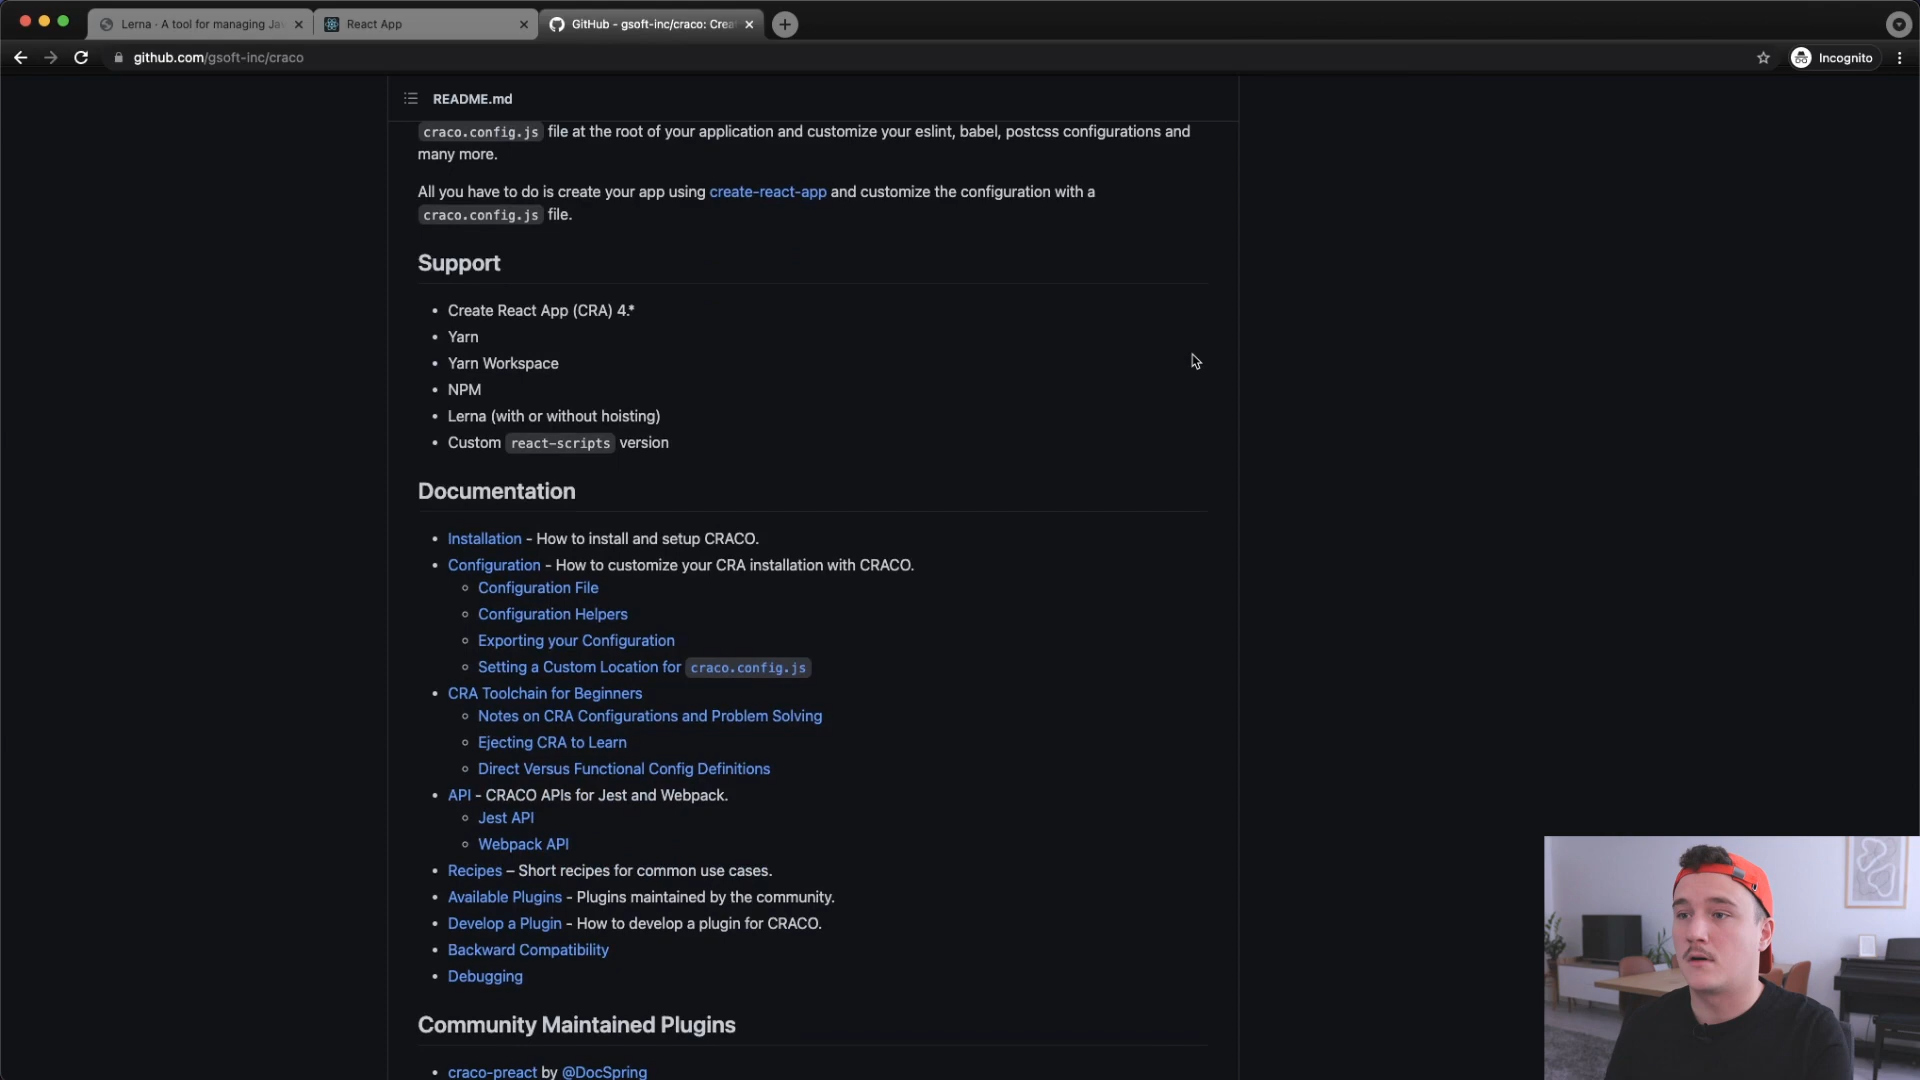 Lerna · A tool for managing Ja
React App
GitHub - gsoft-inc/craco: Crea
github.com/gsoft-inc/craco
Incognito
README.md
craco.config.js file at the root of your application and customize your eslint, babel, postcss configurations and
many more.
All you have to do is create your app using create-react-app and customize the configuration with a
craco.config.js file.
Support
• Create React App (CRA) 4.*
• Yarn
• Yarn Workspace
• NPM
• Lerna (with or without hoisting)
• Custom react-scripts version
Documentation
• Installation - How to install and setup CRACO.
• Configuration - How to customize your CRA installation with CRACO.
◦ Configuration File
◦ Configuration Helpers
◦ Exporting your Configuration
◦ Setting a Custom Location for craco.config.js
• CRA Toolchain for Beginners
◦ Notes on CRA Configurations and Problem Solving
◦ Ejecting CRA to Learn
◦ Direct Versus Functional Config Definitions
• API - CRACO APIs for Jest and Webpack.
◦ Jest API
◦ Webpack API
• Recipes – Short recipes for common use cases.
• Available Plugins - Plugins maintained by the community.
• Develop a Plugin - How to develop a plugin for CRACO.
• Backward Compatibility
• Debugging
Community Maintained Plugins
• craco-preact by @DocSpring